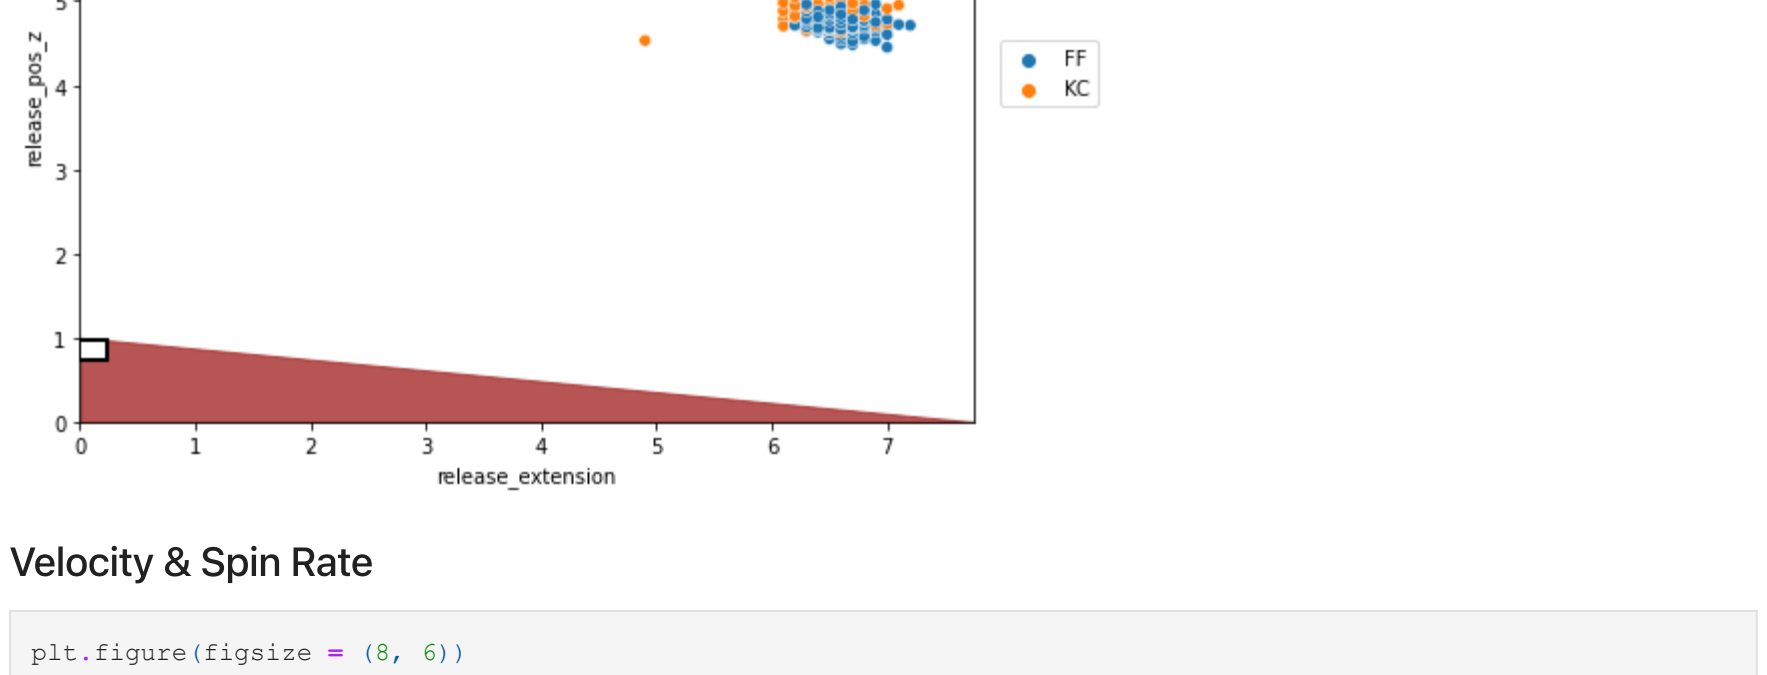 5
release_pos_z
4
3
2
1
0
0 1 2 3 4 5 6 7
release_extension
FF
KC
Velocity & Spin Rate
plt.figure(figsize = (8, 6))